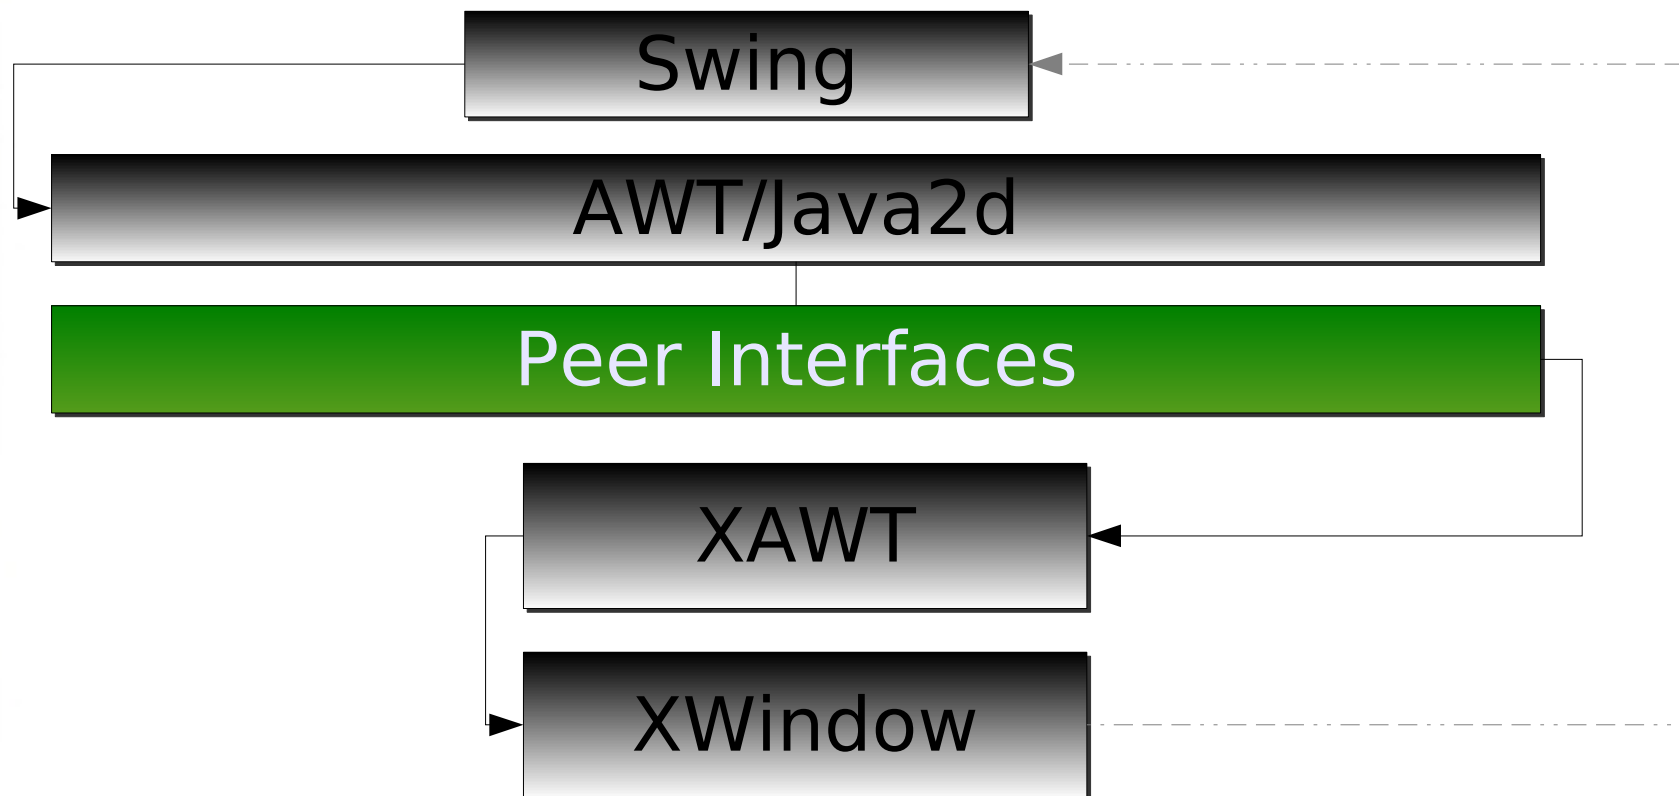 Swing
AWT/Java2d
Peer Interfaces
XAWT
XWindow